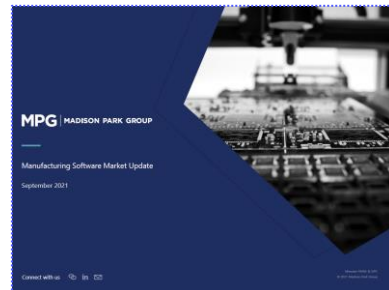 MPG | MADISON PARK GROUP
Manufacturing Software Market Update
September 2021
Connect with us